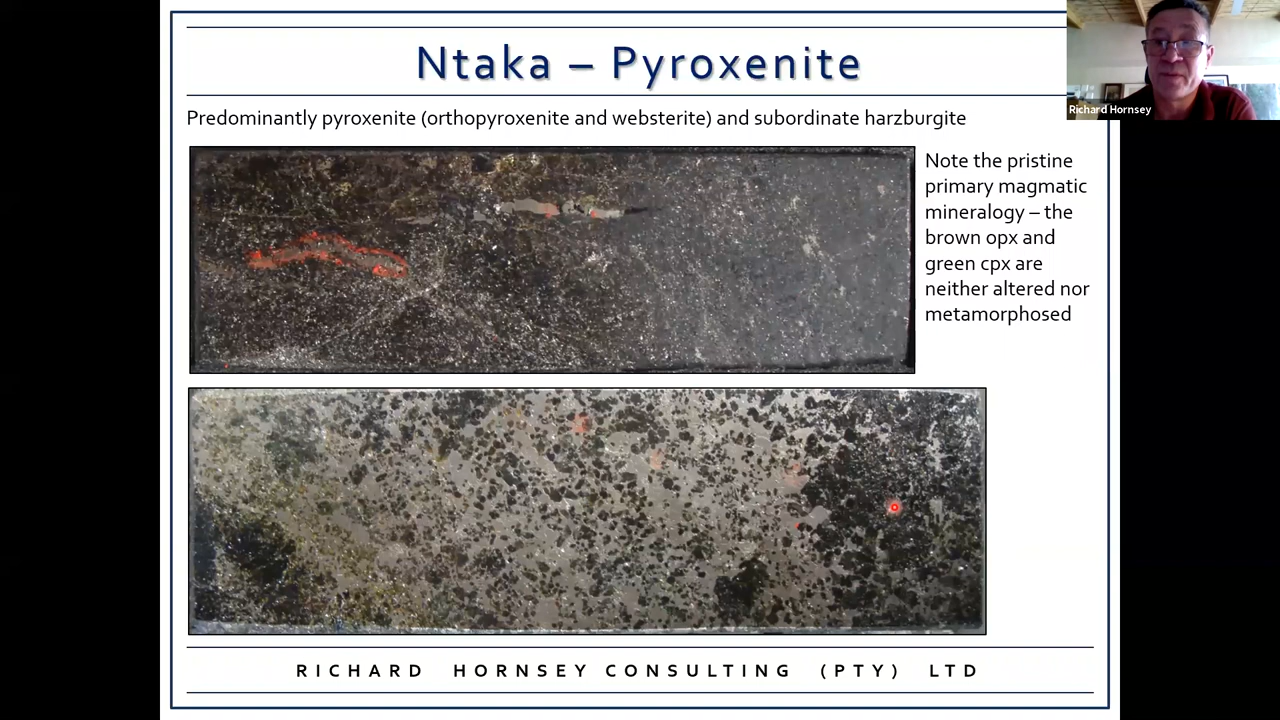 Ntaka – Pyroxenite
Richard Hornsey
Predominantly pyroxenite (orthopyroxenite and websterite) and subordinate harzburgite
Note the pristine
primary magmatic
mineralogy – the
brown opx and
green cpx are
neither altered nor
metamorphosed
RICHARD HORNSEY CONSULTING (PTY) LTD